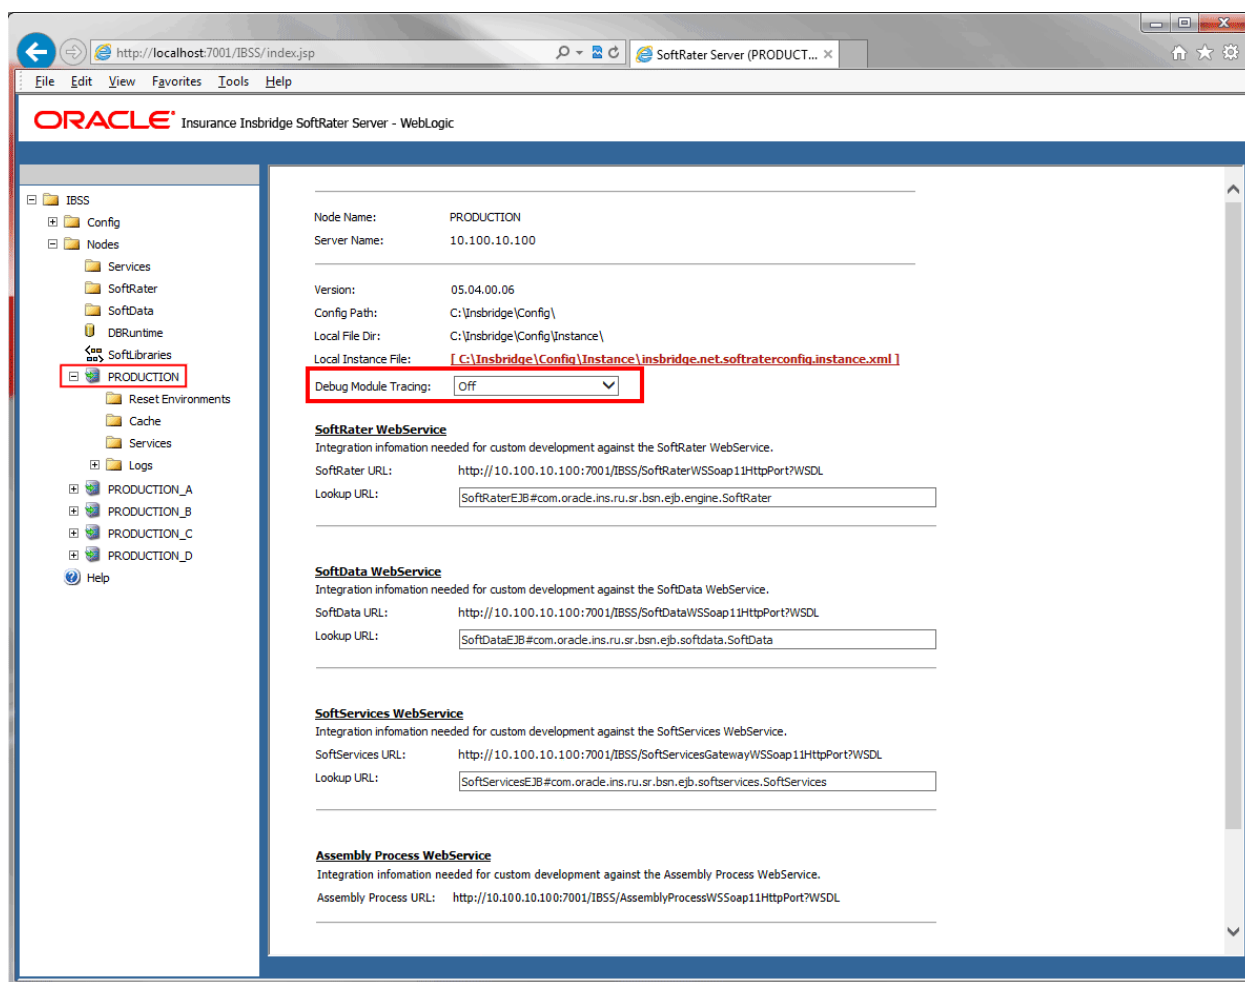 http://localhost:7001/IBSS/index.jsp
SoftRater Server (PRODUCT...
File Edit View Favorites Tools Help
ORACLE Insurance Insbridge SoftRater Server - WebLogic
IBSS
Config
Nodes
Services
SoftRater
SoftData
DBRuntime
SoftLibraries
PRODUCTION
Reset Environments
Cache
Services
Logs
PRODUCTION_A
PRODUCTION_B
PRODUCTION_C
PRODUCTION_D
Help
Node Name: PRODUCTION
Server Name: 10.100.10.100
Version: 05.04.00.06
Config Path: C:\Insbridge\Config\
Local File Dir: C:\Insbridge\Config\Instance\
Local Instance File: [ C:\Insbridge\Config\Instance\insbridge.net.softraterconfig.instance.xml ]
Debug Module Tracing: Off
SoftRater WebService
Integration infomation needed for custom development against the SoftRater WebService.
SoftRater URL: http://10.100.10.100:7001/IBSS/SoftRaterWSSoap11HttpPort?WSDL
Lookup URL: SoftRaterEJB#com.oracle.ins.ru.sr.bsn.ejb.engine.SoftRater
SoftData WebService
Integration infomation needed for custom development against the SoftData WebService.
SoftData URL: http://10.100.10.100:7001/IBSS/SoftDataWSSoap11HttpPort?WSDL
Lookup URL: SoftDataEJB#com.oracle.ins.ru.sr.bsn.ejb.softdata.SoftData
SoftServices WebService
Integration infomation needed for custom development against the SoftServices WebService.
SoftServices URL: http://10.100.10.100:7001/IBSS/SoftServicesGatewayWSSoap11HttpPort?WSDL
Lookup URL: SoftServicesEJB#com.oracle.ins.ru.sr.bsn.ejb.softservices.SoftServices
Assembly Process WebService
Integration infomation needed for custom development against the Assembly Process WebService.
Assembly Process URL: http://10.100.10.100:7001/IBSS/AssemblyProcessWSSoap11HttpPort?WSDL